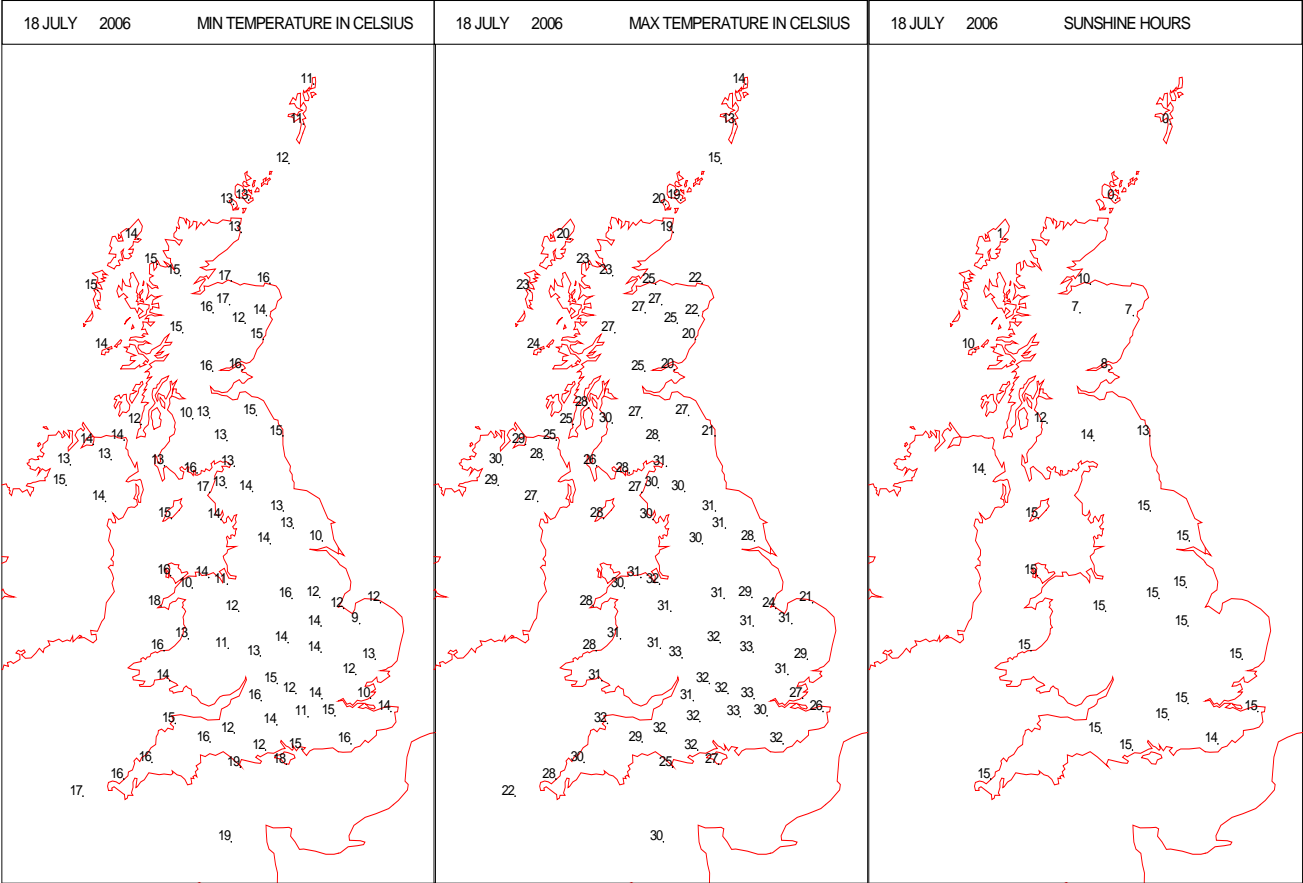 18 JULY 2006 MIN TEMPERATURE IN CELSIUS 18 JULY 2006 MAX TEMPERATURE IN CELSIUS 18 JULY 2006 SUNSHINE HOURS
11 14
11 13 0
12 15
13 13 20 19 0
13 19
14 20 1
15 23
15 23
17 16 25 22 10
15 23
17 27
16 14 27 22 7 7
12 25
15 27
15 20
14 24 10
16 16 25 20 8
28
10 13 15 27 27
12 25 30 12
15 21 13
14 14 13 29 25 28 14
13 28
13 13 13 30 26 31
16 28 14
15 13 29 30
17 14 27 30
14 27
13 31 15
15 14 28 30 15
13 31
14 10 30 28 15
16 14 31 15
10 11 30 32 15
16 12 12 31 29 21 15
18 12 12 28 31 24 15
14 9 31 31 15
13 14 31 32
16 11 14 28 31 33 15
13 13 33 29 15
12 31
14 15 31 32
12 32
16 14 10 31 33 27 15
14 26 15
15 14 11 15 32 32 33 30 15
12 32 15
16 16 29 32 14
12 15 32 15
16 19 18 30 25 27
16 28 15
17 22
19 30